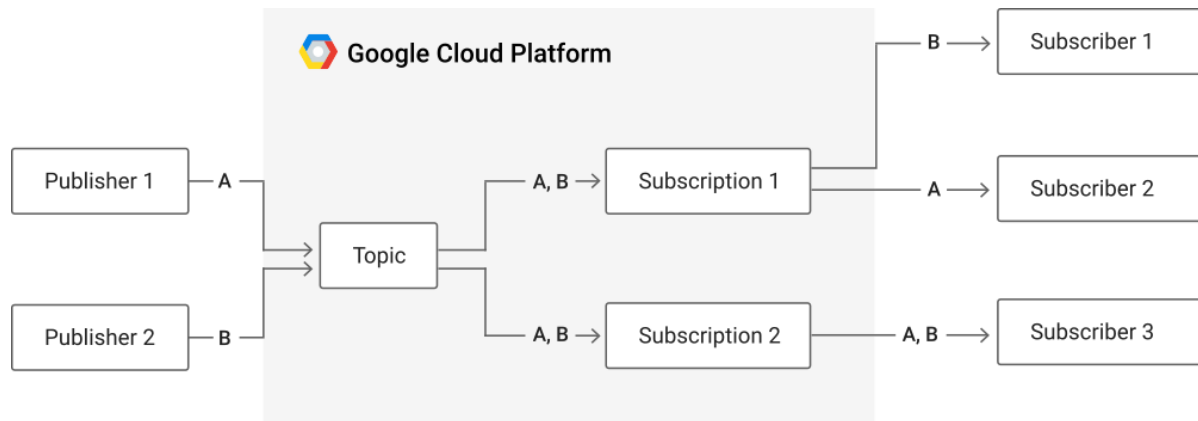 Google Cloud Platform
B
Subscriber 1
Publisher 1
A
A, B
Subscription 1
A
Subscriber 2
Topic
Publisher 2
B
A, B
Subscription 2
A, B
Subscriber 3